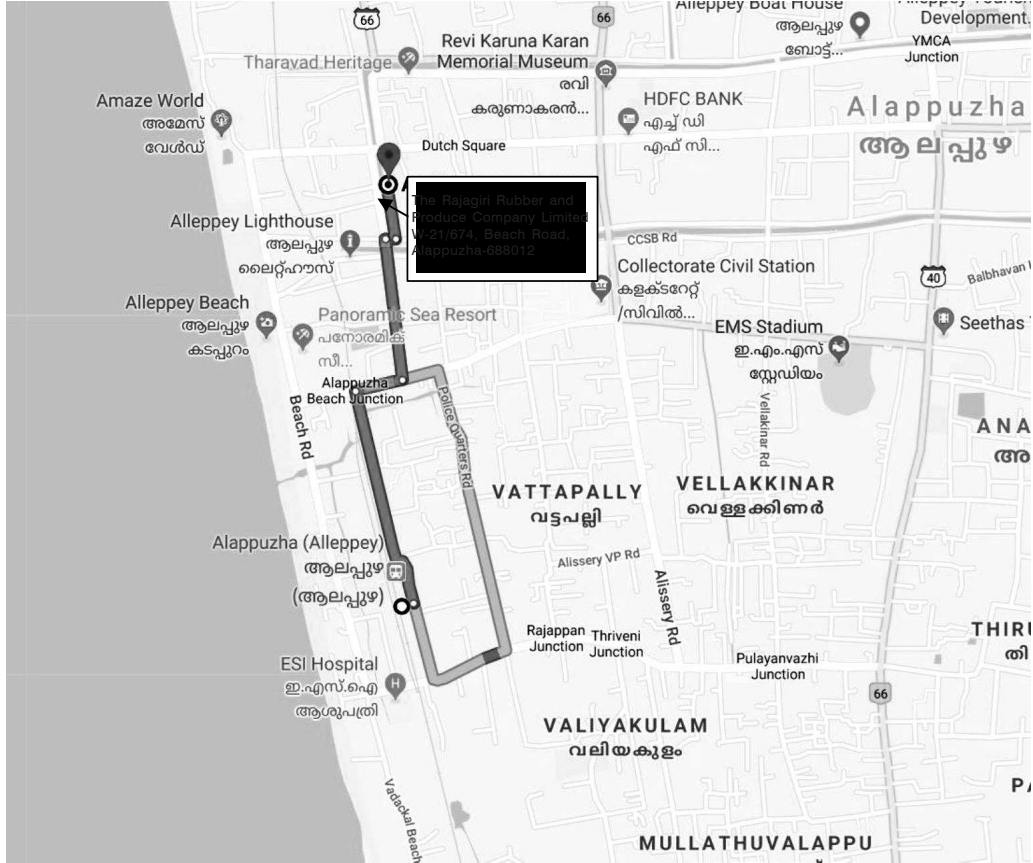 66
66
Alleppey Boat House
ആലപ്പുഴ
ബോട്ട്...
Development.
YMCA
Junction
Revi Karuna Karan
Memorial Museum
രവി
കരുണാകരൻ...
Tharavad Heritage
Amaze World
അമേസ്
വേൾഡ്
HDFC BANK
എച്ച് ഡി
എഫ് സി...
Alappuzha
ആലപ്പുഴ
Dutch Square
The Rajagiri Rubber and
Produce Company Limited
W-21/674, Beach Road,
Alappuzha-688012
Alleppey Lighthouse
ആലപ്പുഴ
ലൈറ്റ്ഹൗസ്
CCSB Rd
Collectorate Civil Station
കളക്ടറേറ്റ്
/സിവിൽ...
40
Balbhavan
Alleppey Beach
ആലപ്പുഴ
കടപ്പുറം
Panoramic Sea Resort
പനോരമിക്
സീ...
EMS Stadium
ഇ.എം.എസ്
സ്റ്റേഡിയം
Seethas
Alappuzha
Beach Junction
Beach Rd
Police Quarters Rd
Vellakinar Rd
ANA
അ
VATTAPALLY
വട്ടപല്ലി
VELLAKKINAR
വെള്ളക്കിണർ
Alappuzha (Alleppey)
ആലപ്പുഴ
(ആലപ്പുഴ)
Alissery VP Rd
Alissery Rd
Rajappan
Junction
Thriveni
Junction
Pulayanvazhi
Junction
THIRU
തി
ESI Hospital
ഇ.എസ്.ഐ
ആശുപത്രി
H
66
VALIYAKULAM
വലിയകുളം
Vadackal Beach
PA
MULLATHUVALAPPU